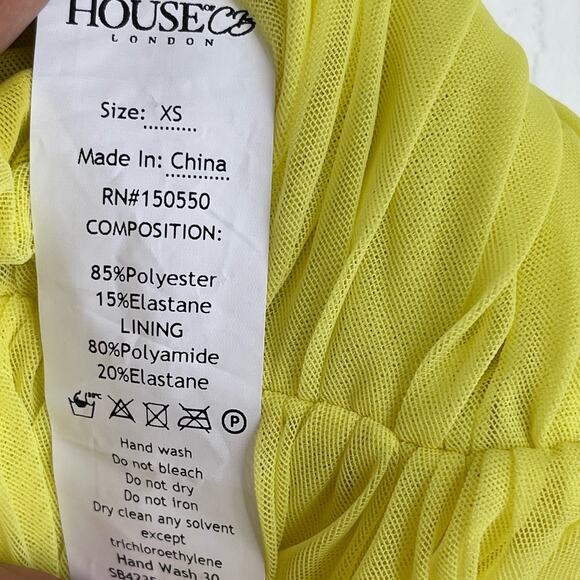 HOUSE OF CB
LONDON
Size: XS
Made In: China
RN#150550
COMPOSITION:
85%Polyester
15%Elastane
LINING
80%Polyamide
20%Elastane
P
Hand wash
Do not bleach
Do not dry
Do not iron
Dry clean any solvent
except
trichloroethylene
Hand Wash 30